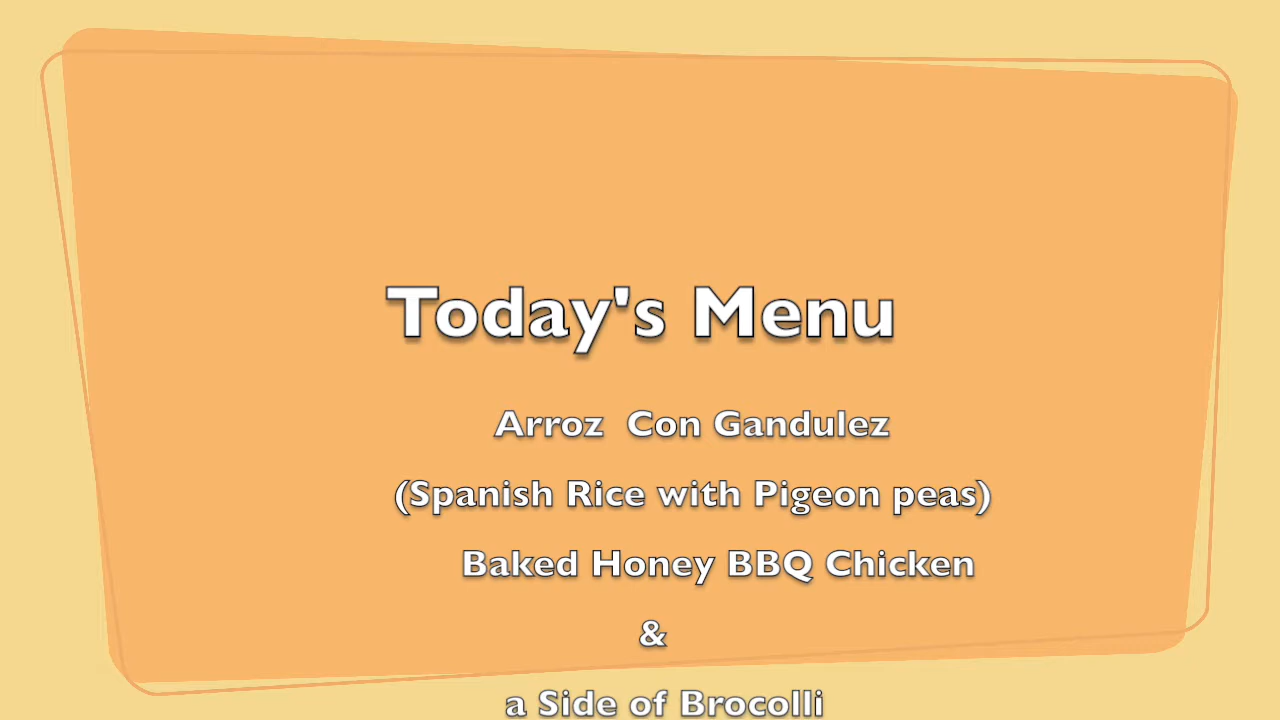 Today's Menu
Arroz  Con Gandulez
(Spanish Rice with Pigeon peas)
Baked Honey BBQ Chicken
&
a Side of Brocolli